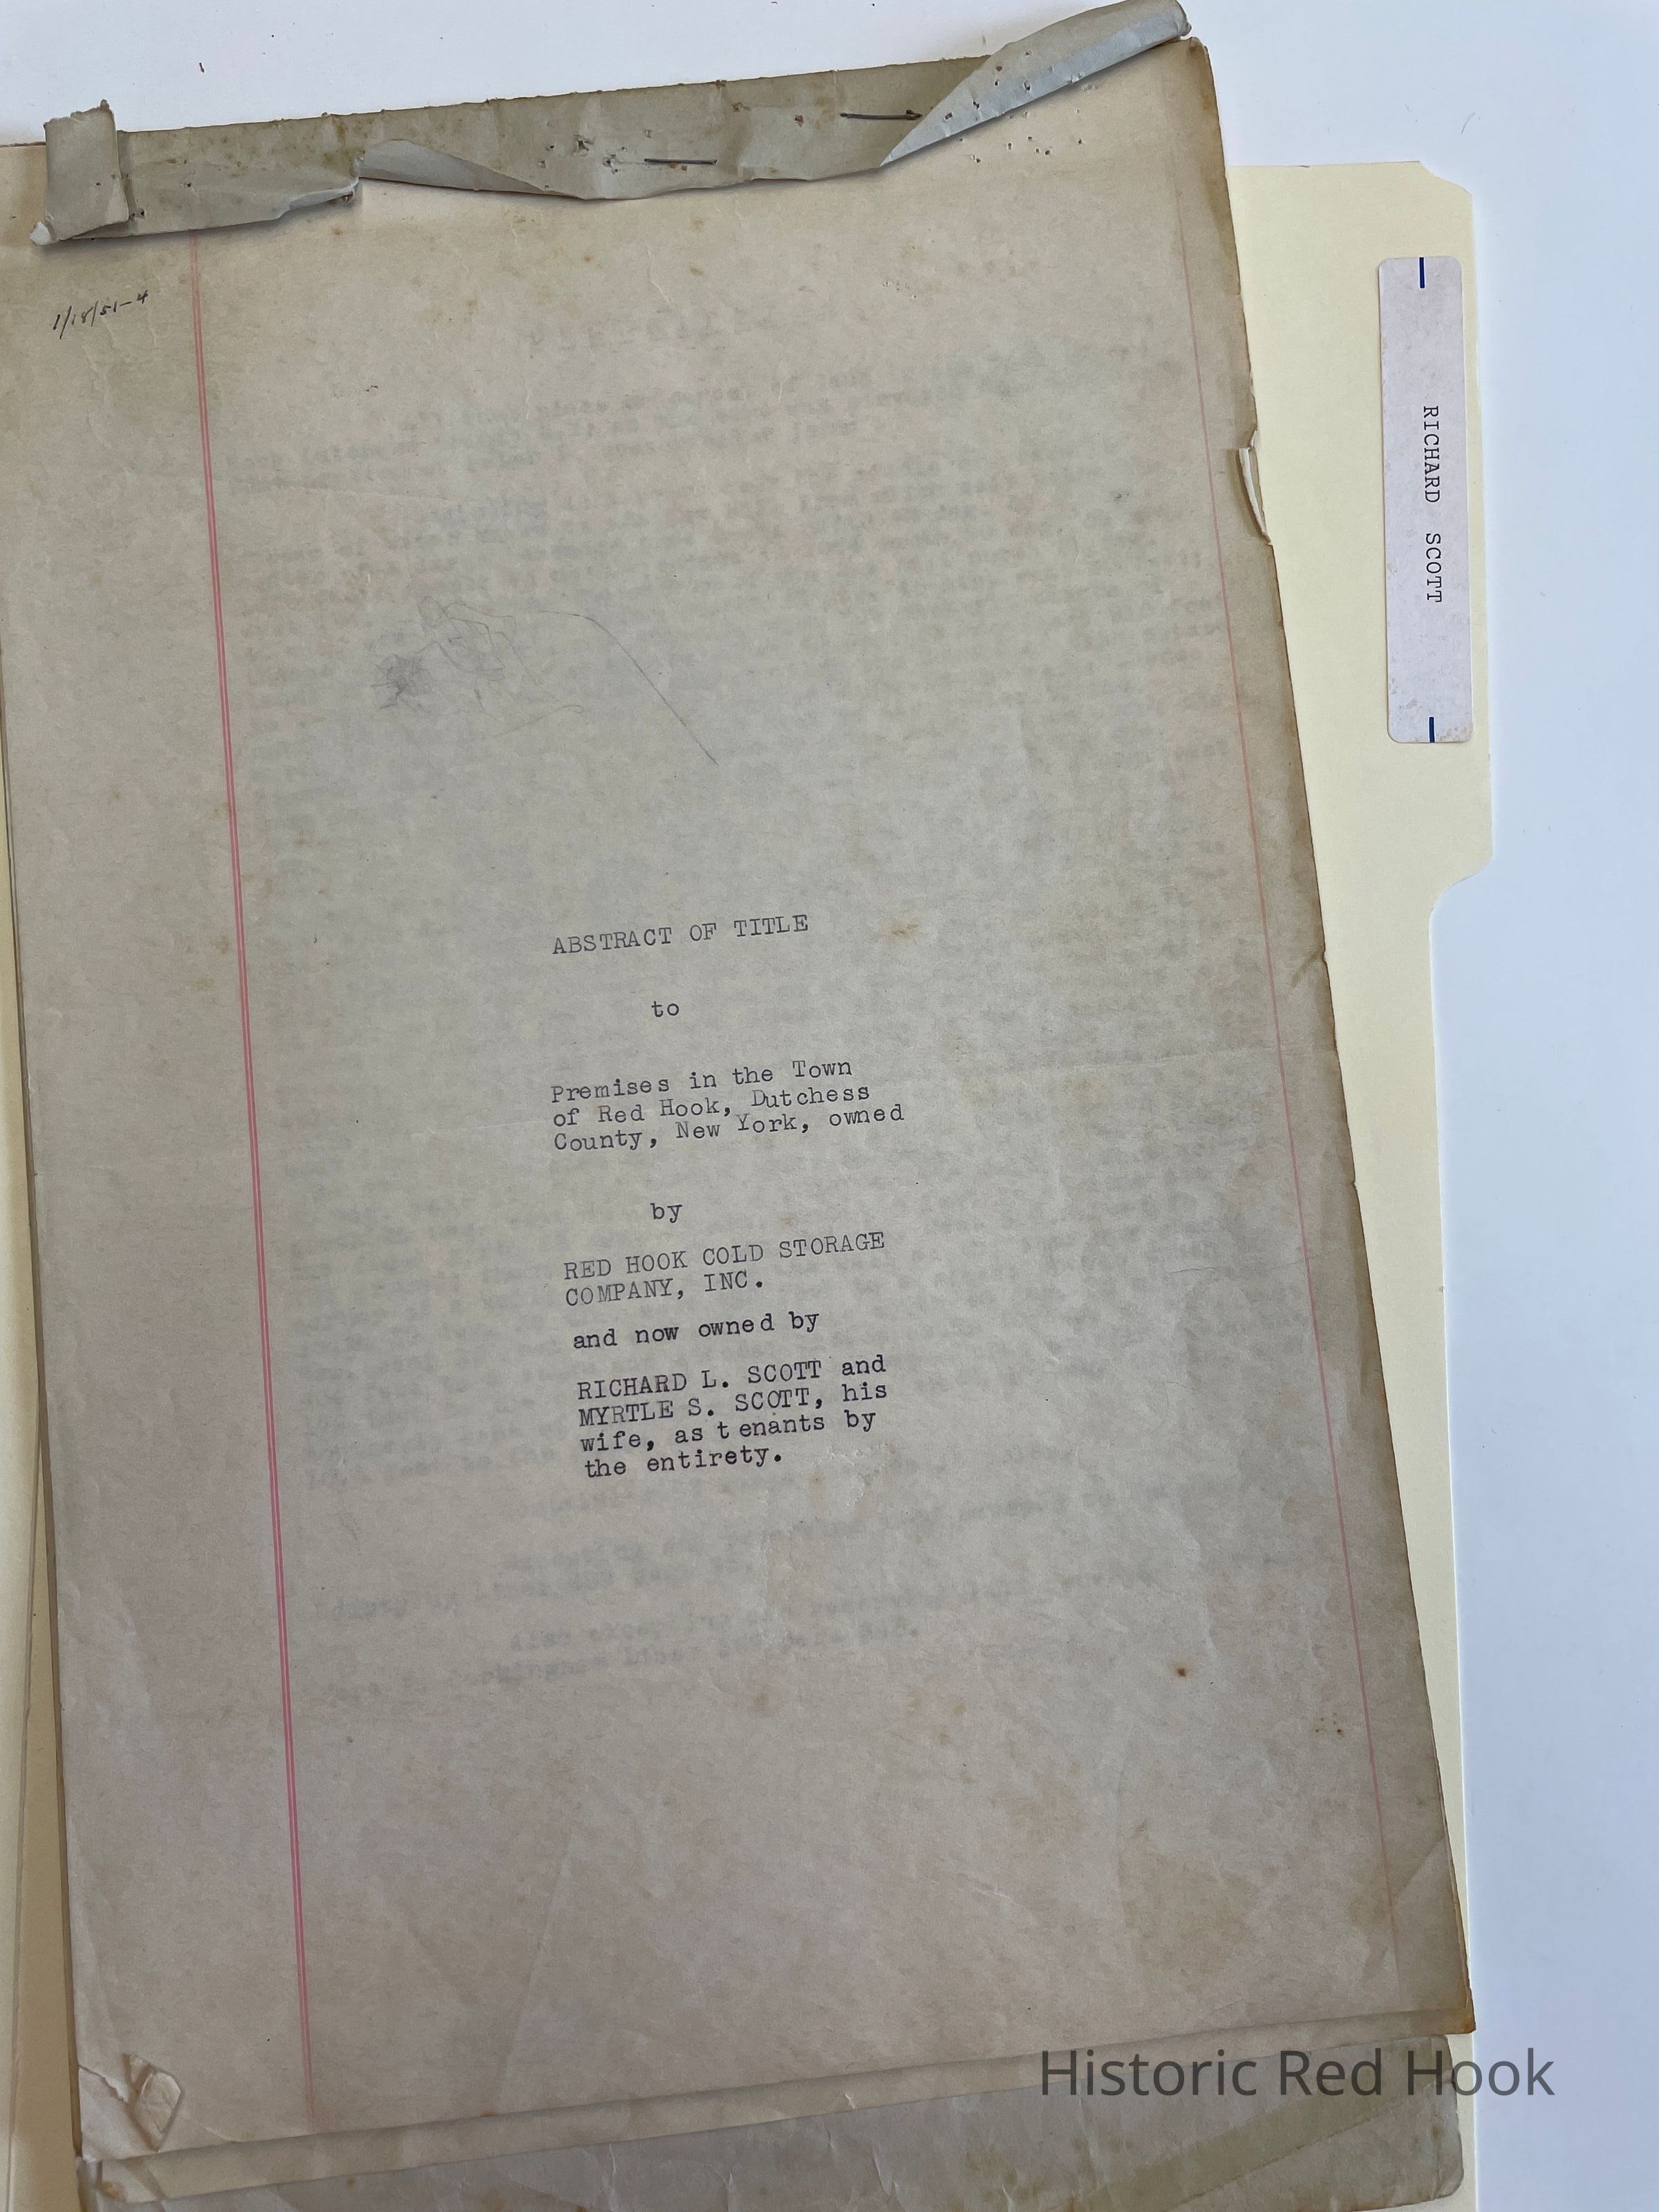 1/18/51-4
RICHARD SCOTT
ABSTRACT OF TITLE
to
Premises in the Town
of Red Hook, Dutchess
County, New York, owned
by
RED HOOK COLD STORAGE
COMPANY, INC.
and now owned by
RICHARD L. SCOTT and
MYRTLE S. SCOTT, his
wife, as tenants by
the entirety.
Historic Red Hook